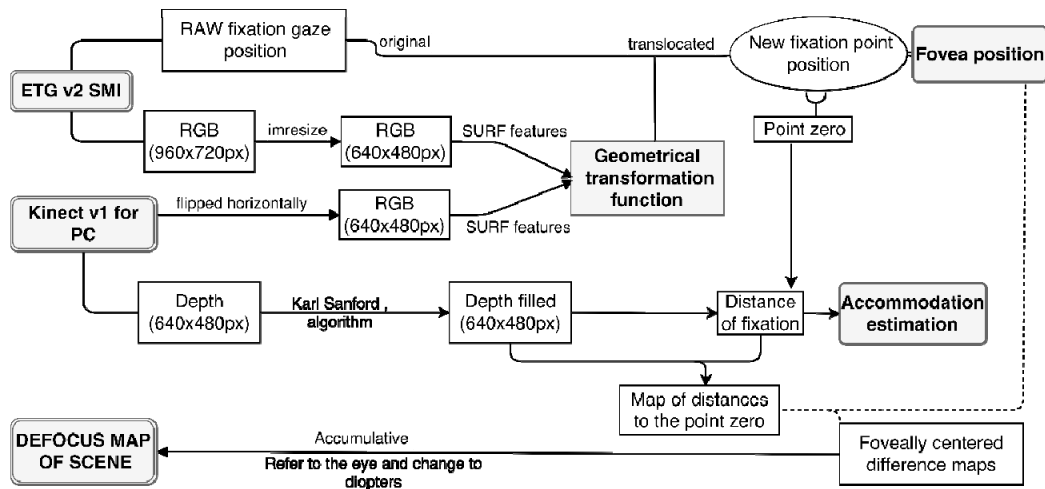 RAW fixation gaze
position
original
translocated
New fixation point
position
Fovea position
ETG v2 SMI
RGB
(960x720px)
imresize
RGB
(640x480px)
SURF features
Point zero
Geometrical
transformation
function
Kinect v1 for
PC
flipped horizontally
RGB
(640x480px)
SURF features
Depth
(640x480px)
Karl Sanford ,
algorithm
Depth filled
(640x480px)
Distance
of fixation
Accommodation
estimation
Map of distances
to the point zero
DEFOCUS MAP
OF SCENE
Accumulative
Refer to the eye and change to
diopters
Foveally centered
difference maps